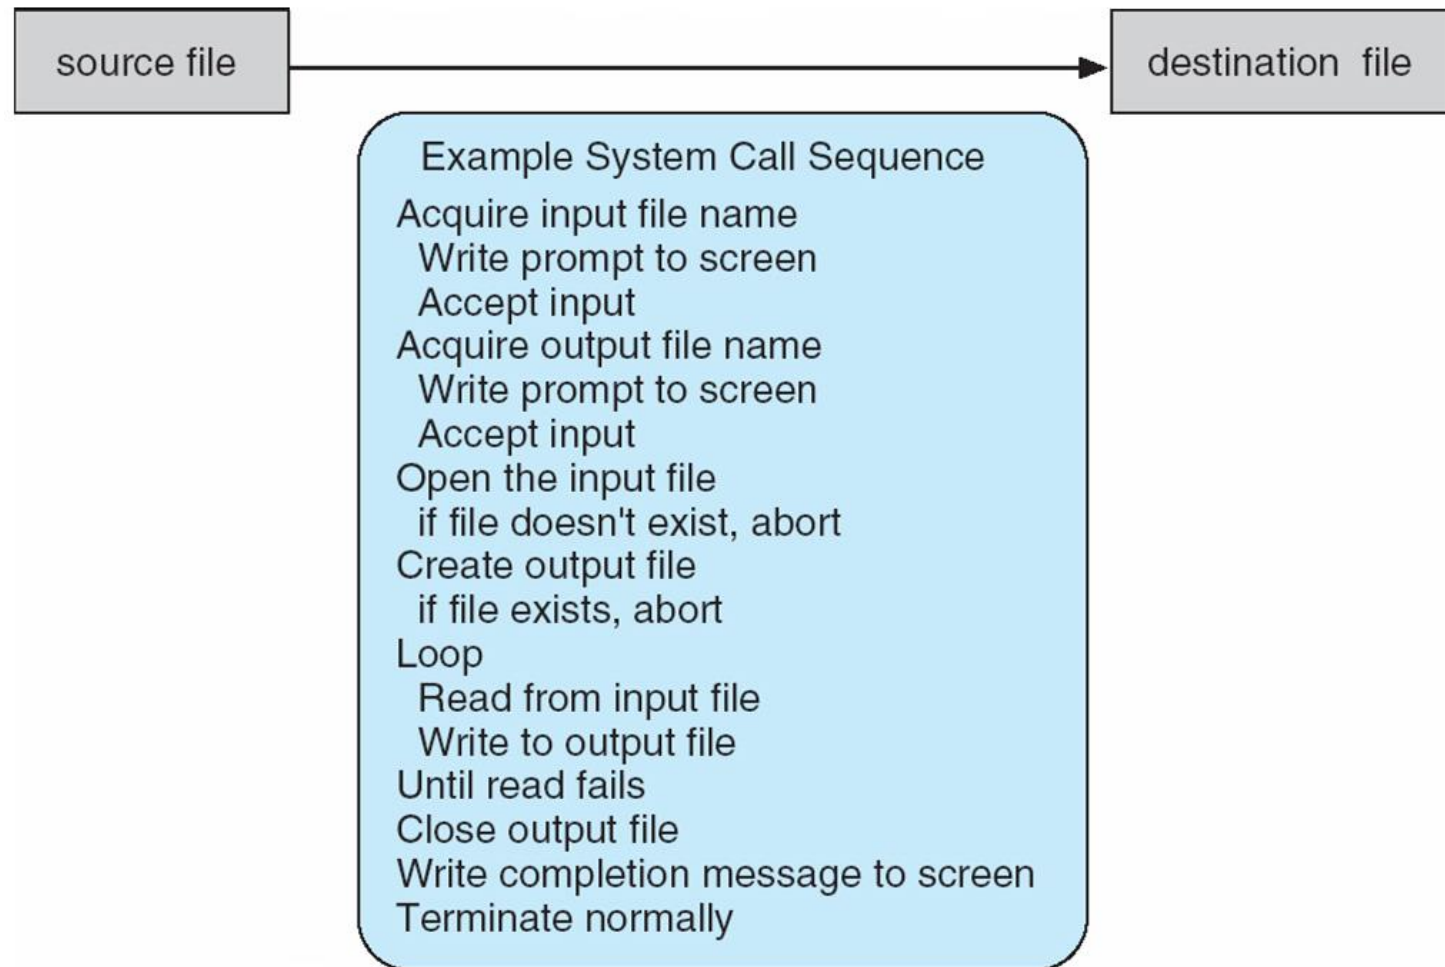 source file
destination file
Example System Call Sequence
Acquire input file name
Write prompt to screen
Accept input
Acquire output file name
Write prompt to screen
Accept input
Open the input file
if file doesn't exist, abort
Create output file
if file exists, abort
Loop
Read from input file
Write to output file
Until read fails
Close output file
Write completion message to screen
Terminate normally